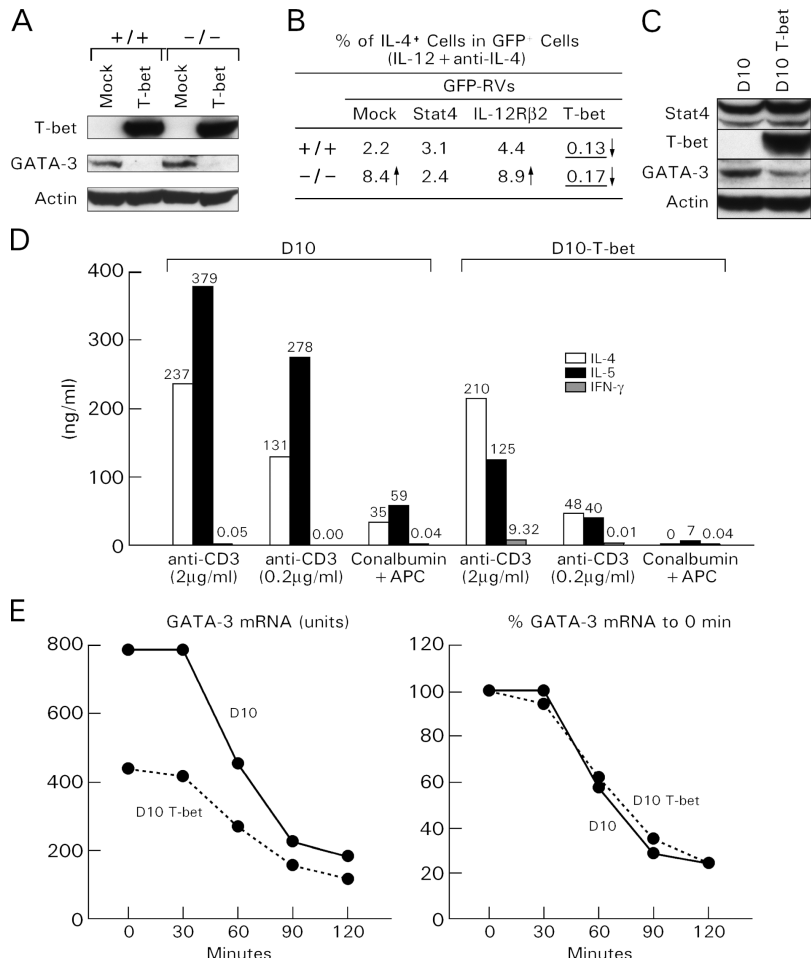 A
+/+ −/−
Mock T-bet Mock T-bet
T-bet
GATA-3
Actin
B
% of IL-4⁺ Cells in GFP⁺ Cells
(IL-12 + anti-IL-4)
GFP-RVs
Mock Stat4 IL-12Rβ2 T-bet
+/+ 2.2 3.1 4.4 0.13↓
−/− 8.4↑ 2.4 8.9↑ 0.17↓
C
D10 D10 T-bet
Stat4
T-bet
GATA-3
Actin
D
D10 D10-T-bet
(ng/ml)
400
300
200
100
0
237 379 0.05
131 278 0.00
35 59 0.04
210 125 9.32
48 40 0.01
0 7 0.04
IL-4
IL-5
IFN-γ
anti-CD3 anti-CD3 Conalbumin anti-CD3 anti-CD3 Conalbumin
(2μg/ml) (0.2μg/ml) + APC (2μg/ml) (0.2μg/ml) + APC
E
GATA-3 mRNA (units)
800
600
400
200
0
D10
D10 T-bet
0 30 60 90 120
Minutes
% GATA-3 mRNA to 0 min
120
100
80
60
40
20
0
D10 T-bet
D10
0 30 60 90 120
Minutes